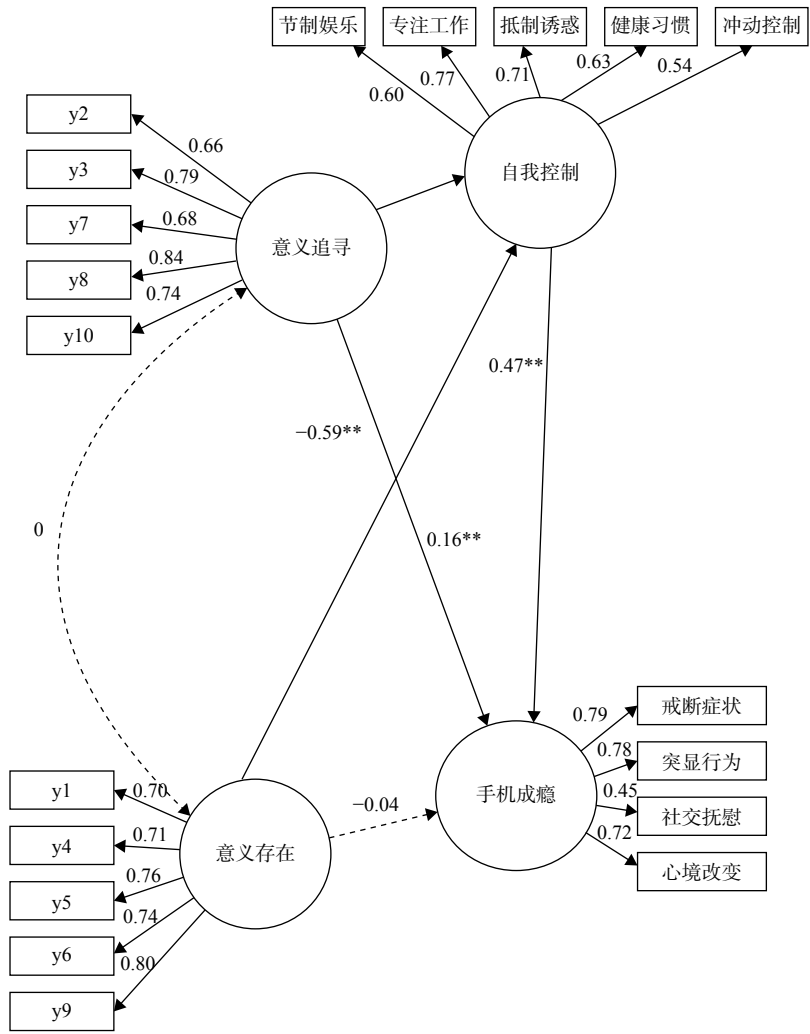 节制娱乐
专注工作
抵制诱惑
健康习惯
冲动控制
0.60
0.77
0.71
0.63
0.54
自我控制
y2
y3
y7
y8
y10
0.66
0.79
0.68
0.84
0.74
意义追寻
0.47**
−0.59**
0.16**
0
y1
y4
y5
y6
y9
0.70
0.71
0.76
0.74
0.80
意义存在
−0.04
手机成瘾
0.79
0.78
0.45
0.72
戒断症状
突显行为
社交抚慰
心境改变